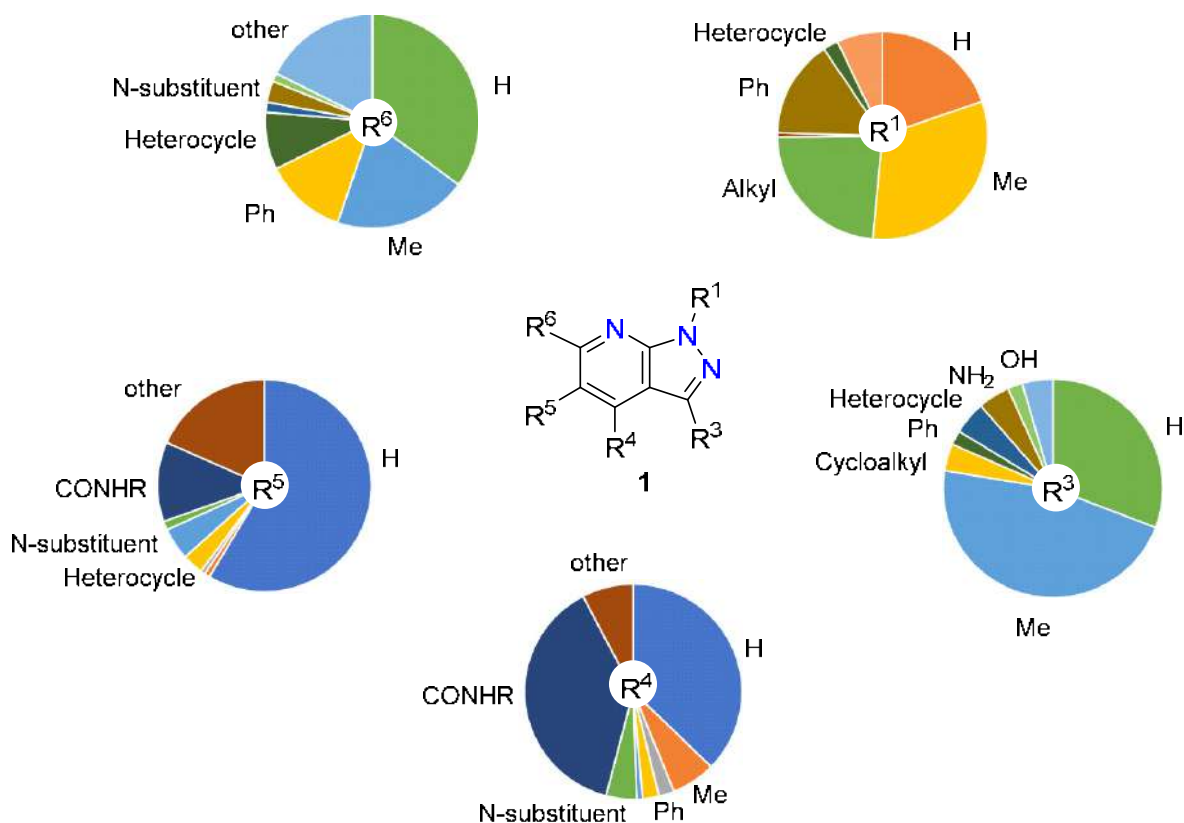 other
N-substituent
Heterocycle
Ph
Me
H
R⁶
Heterocycle
Ph
Alkyl
H
Me
R¹
R¹
R⁶
N
N
N
R⁵
R⁴
R³
1
other
CONHR
N-substituent
Heterocycle
H
R⁵
OH
NH₂
Heterocycle
Ph
Cycloalkyl
H
Me
R³
other
CONHR
N-substituent
Ph
Me
H
R⁴